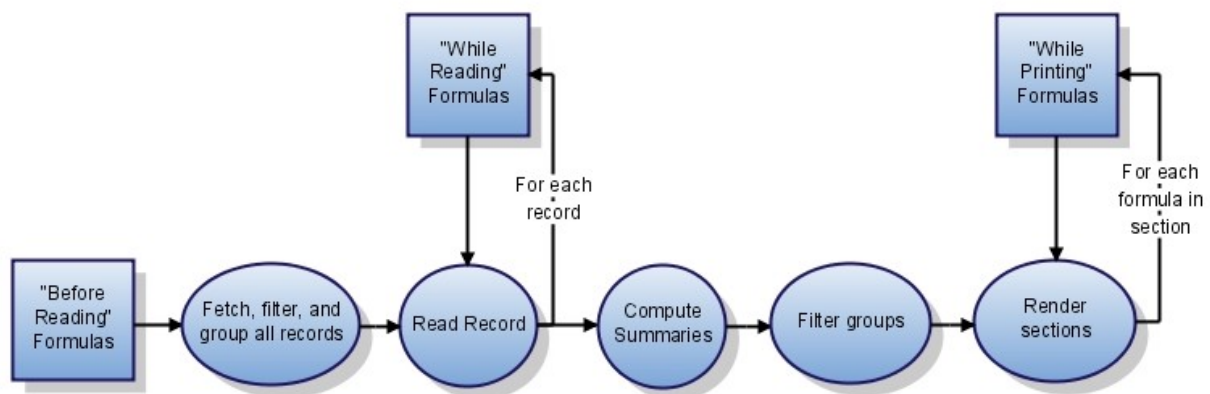 "While
Reading"
Formulas
"While
Printing"
Formulas
For each
record
For each
formula in
section
"Before
Reading"
Formulas
Fetch, filter, and
group all records
Read Record
Compute
Summaries
Filter groups
Render
sections